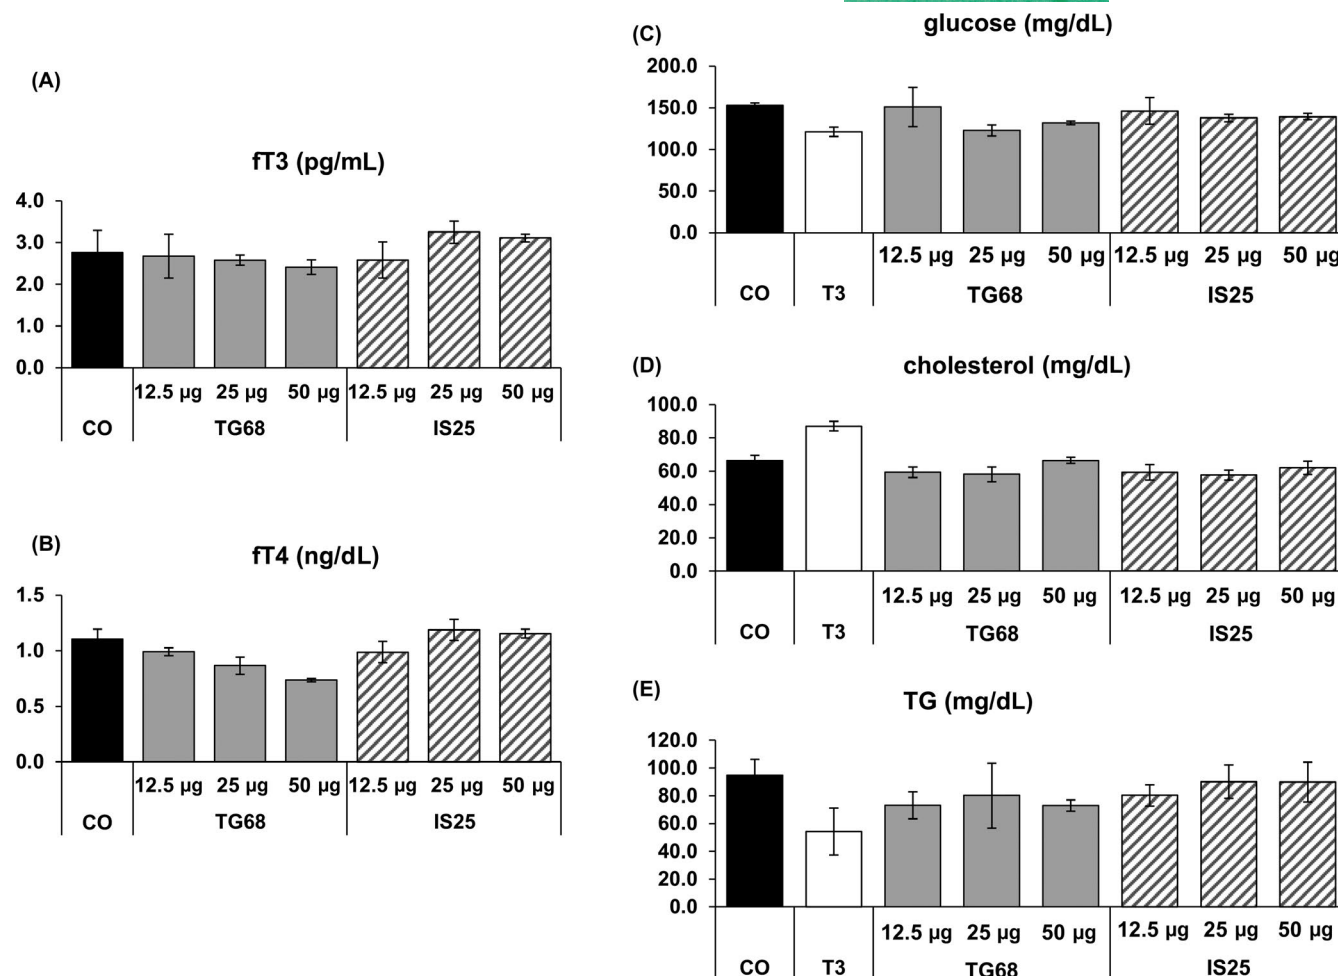 (A)
fT3 (pg/mL)
4.0
3.0
2.0
1.0
0.0
12.5 µg 25 µg 50 µg 12.5 µg 25 µg 50 µg
CO TG68 IS25
(B)
fT4 (ng/dL)
1.5
1.0
0.5
0.0
12.5 µg 25 µg 50 µg 12.5 µg 25 µg 50 µg
CO TG68 IS25
(C)
glucose (mg/dL)
200.0
150.0
100.0
50.0
0.0
12.5 µg 25 µg 50 µg 12.5 µg 25 µg 50 µg
CO T3 TG68 IS25
(D)
cholesterol (mg/dL)
100.0
80.0
60.0
40.0
20.0
0.0
12.5 µg 25 µg 50 µg 12.5 µg 25 µg 50 µg
CO T3 TG68 IS25
(E)
TG (mg/dL)
120.0
100.0
80.0
60.0
40.0
20.0
0.0
12.5 µg 25 µg 50 µg 12.5 µg 25 µg 50 µg
CO T3 TG68 IS25